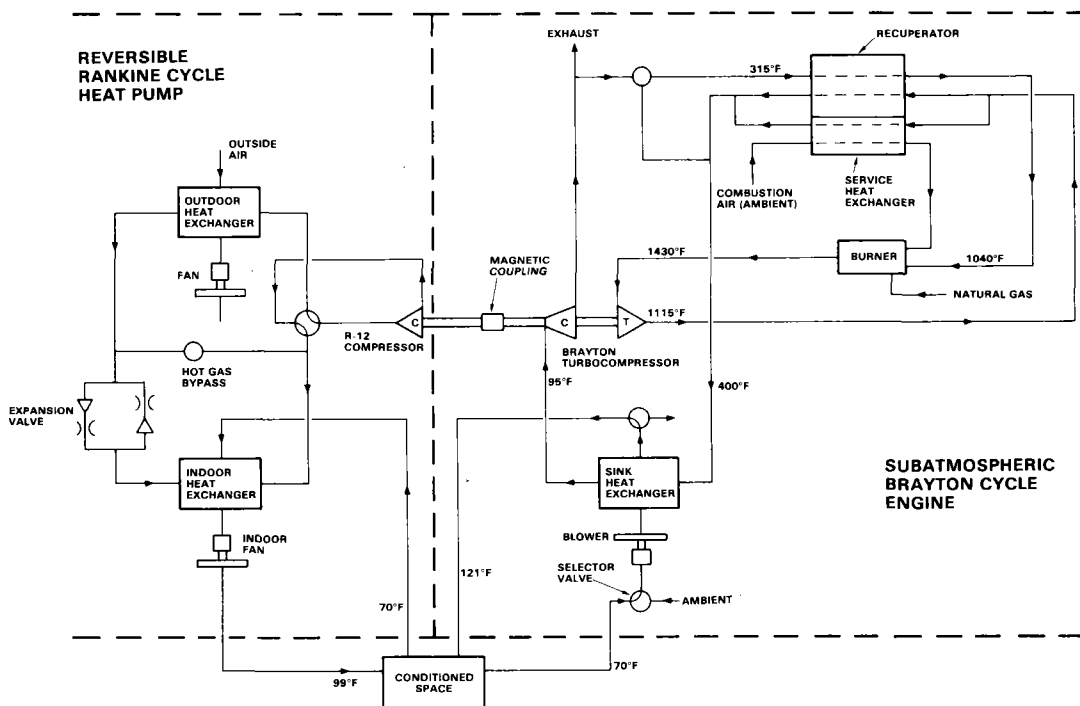 REVERSIBLE
RANKINE CYCLE
HEAT PUMP
EXHAUST
RECUPERATOR
315°F
OUTSIDE
AIR
OUTDOOR
HEAT
EXCHANGER
COMBUSTION
AIR (AMBIENT)
SERVICE
HEAT
EXCHANGER
FAN
MAGNETIC
COUPLING
1430°F
BURNER
1040°F
NATURAL GAS
C
C
T
1115°F
R-12
COMPRESSOR
BRAYTON
TURBOCOMPRESSOR
HOT GAS
BYPASS
95°F
400°F
EXPANSION
VALVE
INDOOR
HEAT
EXCHANGER
SINK
HEAT
EXCHANGER
SUBATMOSPHERIC
BRAYTON CYCLE
ENGINE
INDOOR
FAN
BLOWER
121°F
SELECTOR
VALVE
70°F
AMBIENT
99°F
CONDITIONED
SPACE
70°F